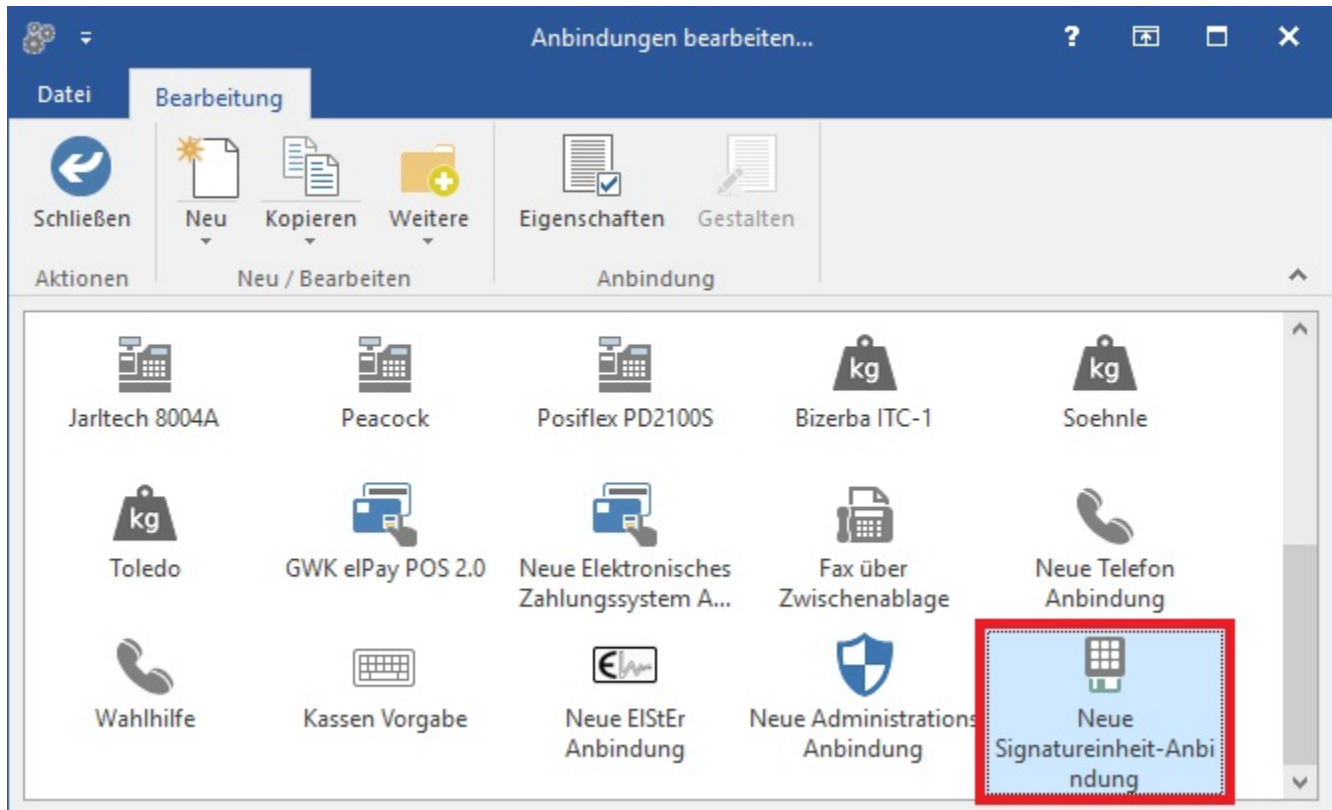 Anbindungen bearbeiten...
?
Datei Bearbeitung
Schließen Neu Kopieren Weitere Eigenschaften Gestalten
Aktionen Neu / Bearbeiten Anbindung
kg kg
Jarltech 8004A Peacock Posiflex PD2100S Bizerba ITC-1 Soehnle
kg
Toledo GWK elPay POS 2.0 Neue Elektronisches Fax über Neue Telefon
Zahlungssystem A... Zwischenablage Anbindung
Wahlhilfe Kassen Vorgabe Neue ElStEr Neue Administrations Neue
Anbindung Anbindung Signatureinheit-Anbi
ndung